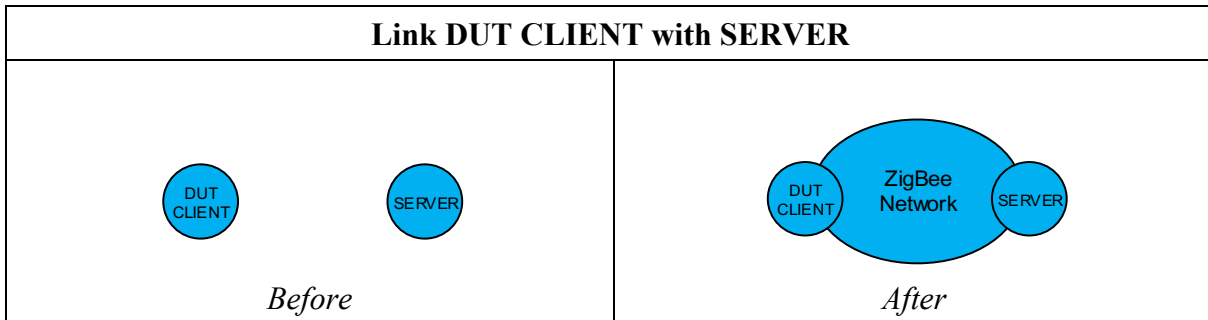 Link DUT CLIENT with SERVER
DUT
CLIENT
SERVER
Before
DUT
CLIENT
ZigBee
Network
SERVER
After